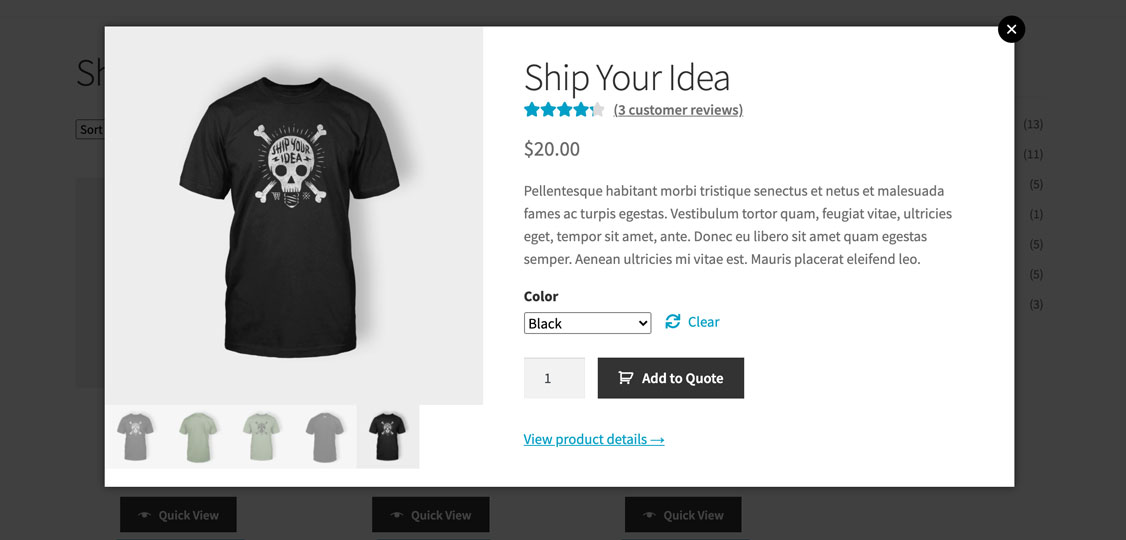 Sh
Sort
(13)
(11)
(5)
(1)
(5)
(5)
(3)
SHIP YOUR
IDEA
Ship Your Idea
(3 customer reviews)
$20.00
Pellentesque habitant morbi tristique senectus et netus et malesuada
fames ac turpis egestas. Vestibulum tortor quam, feugiat vitae, ultricies
eget, tempor sit amet, ante. Donec eu libero sit amet quam egestas
semper. Aenean ultricies mi vitae est. Mauris placerat eleifend leo.
Color
Black
Clear
1
Add to Quote
View product details →
Quick View
Quick View
Quick View